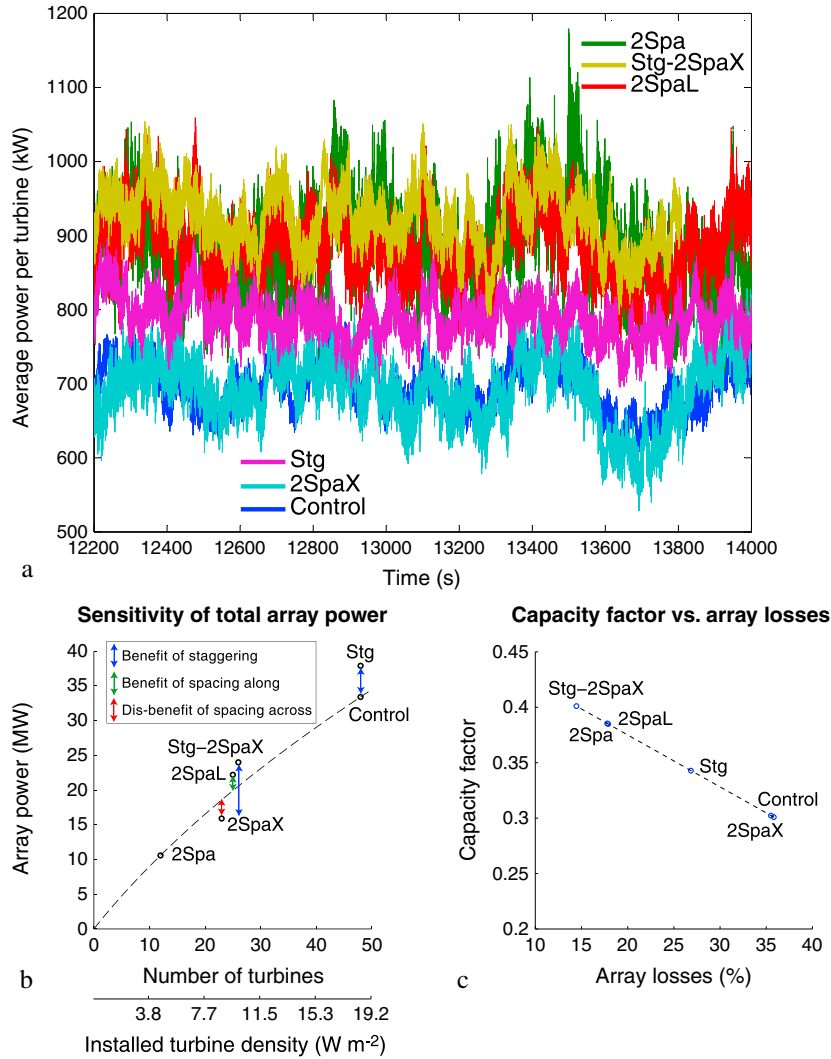 1200
1100
1000
900
800
700
600
500
Average power per turbine (kW)
2Spa
Stg-2SpaX
2SpaL
Stg
2SpaX
Control
12200 12400 12600 12800 13000 13200 13400 13600 13800 14000
Time (s)
a
Sensitivity of total array power
40
35
30
25
20
15
10
5
0
Array power (MW)
Benefit of staggering
Benefit of spacing along
Dis-benefit of spacing across
Stg
Control
Stg-2SpaX
2SpaL
2SpaX
2Spa
0 10 20 30 40 50
Number of turbines
3.8 7.7 11.5 15.3 19.2
Installed turbine density (W m-2)
b
Capacity factor vs. array losses
0.45
0.4
0.35
0.3
0.25
0.2
Capacity factor
Stg-2SpaX
2SpaL
2Spa
Stg
Control
2SpaX
10 15 20 25 30 35 40
Array losses (%)
c